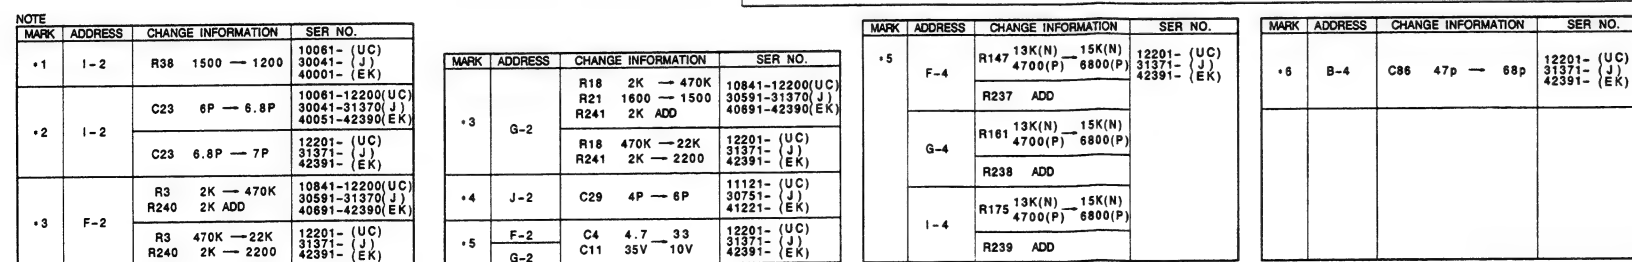 NOTE
MARK ADDRESS CHANGE INFORMATION SER NO.
*1 I-2 R38 1500 → 1200 10061- (UC)
30041- (J)
40001- (EK)
*2 I-2 C23 6P → 6.8P 10061-12200(UC)
30041-31370(J)
40051-42390(EK)
C23 6.8P → 7P 12201- (UC)
31371- (J)
42391- (EK)
*3 F-2 R3 2K → 470K 10841-12200(UC)
R240 2K ADD 30591-31370(J)
40691-42390(EK)
R3 470K → 22K 12201- (UC)
R240 2K → 2200 31371- (J)
42391- (EK)
MARK ADDRESS CHANGE INFORMATION SER NO.
*3 G-2 R18 2K → 470K 10841-12200(UC)
R21 1600 → 1500 30591-31370(J)
R241 2K ADD 40691-42390(EK)
R18 470K → 22K 12201- (UC)
R241 2K → 2200 31371- (J)
42391- (EK)
*4 J-2 C29 4P → 6P 11121- (UC)
30751- (J)
41221- (EK)
*5 F-2 C4 4.7 → 33 12201- (UC)
G-2 C11 35V 10V 31371- (J)
42391- (EK)
MARK ADDRESS CHANGE INFORMATION SER NO.
*5 F-4 R147 13K(N) → 15K(N) 12201- (UC)
4700(P) 6800(P) 31371- (J)
42391- (EK)
R237 ADD
G-4 R161 13K(N) → 15K(N)
4700(P) 6800(P)
R238 ADD
I-4 R175 13K(N) → 15K(N)
4700(P) 6800(P)
R239 ADD
MARK ADDRESS CHANGE INFORMATION SER NO.
*6 B-4 C86 47p → 68p 12201- (UC)
31371- (J)
42391- (EK)